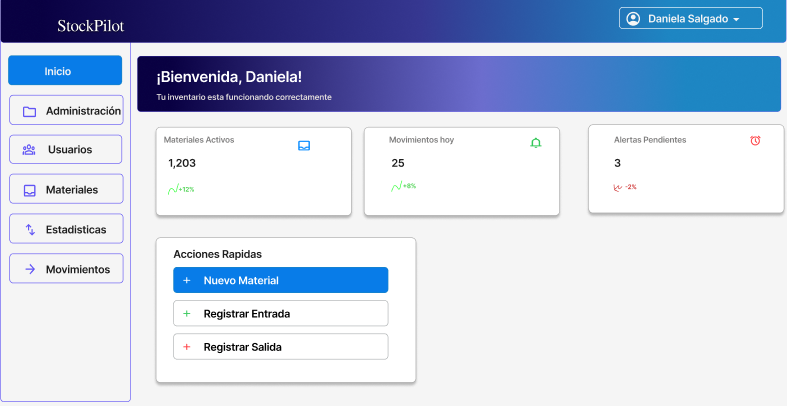 StockPilot
Daniela Salgado
Inicio
Administración
Usuarios
Materiales
Estadisticas
Movimientos
¡Bienvenida, Daniela!
Tu inventario esta funcionando correctamente
Materiales Activos
1,203
+12%
Movimientos hoy
25
+8%
Alertas Pendientes
3
-2%
Acciones Rapidas
+ Nuevo Material
+ Registrar Entrada
+ Registrar Salida